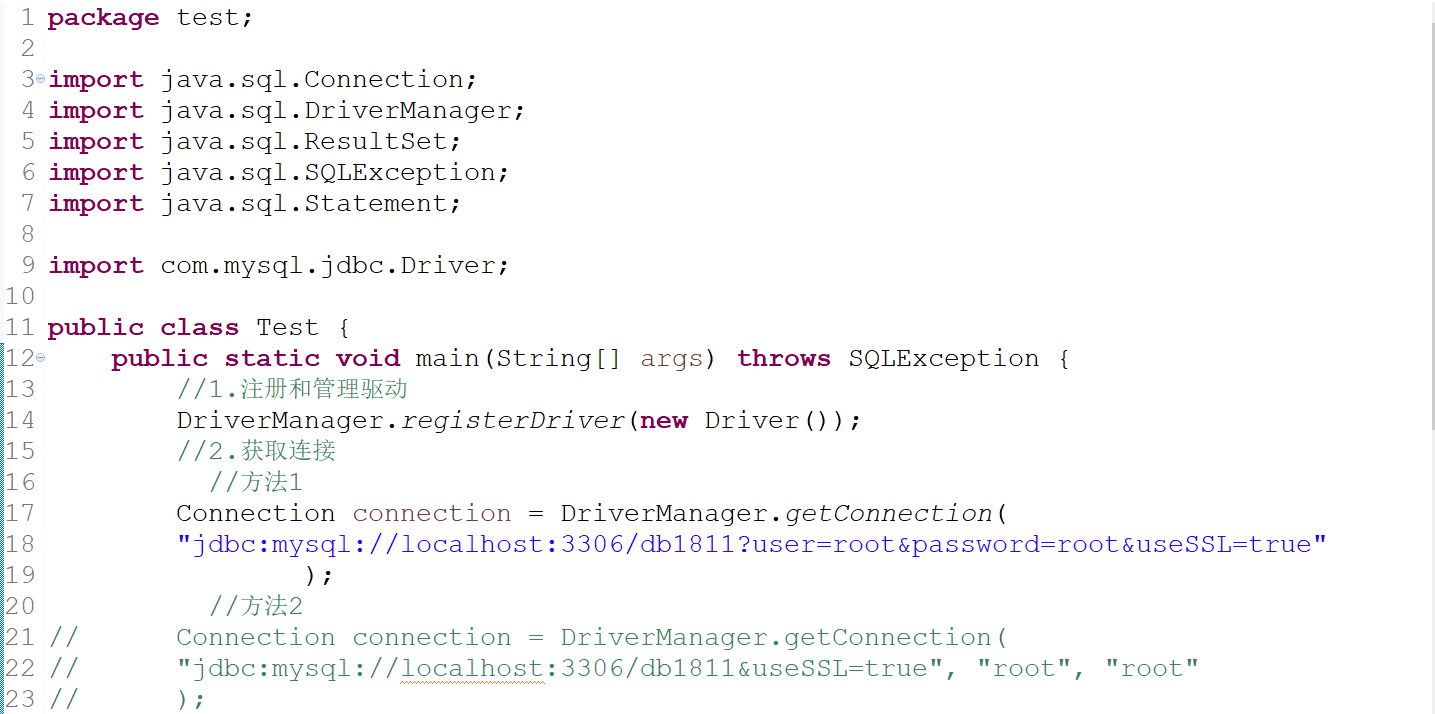 1 package test;
2
3 import java.sql.Connection;
4 import java.sql.DriverManager;
5 import java.sql.ResultSet;
6 import java.sql.SQLException;
7 import java.sql.Statement;
8
9 import com.mysql.jdbc.Driver;
10
11 public class Test {
12     public static void main(String[] args) throws SQLException {
13         //1.注册和管理驱动
14         DriverManager.registerDriver(new Driver());
15         //2.获取连接
16           //方法1
17         Connection connection = DriverManager.getConnection(
18         "jdbc:mysql://localhost:3306/db1811?user=root&password=root&useSSL=true"
19                 );
20           //方法2
21 //      Connection connection = DriverManager.getConnection(
22 //      "jdbc:mysql://localhost:3306/db1811&useSSL=true", "root", "root"
23 //      );